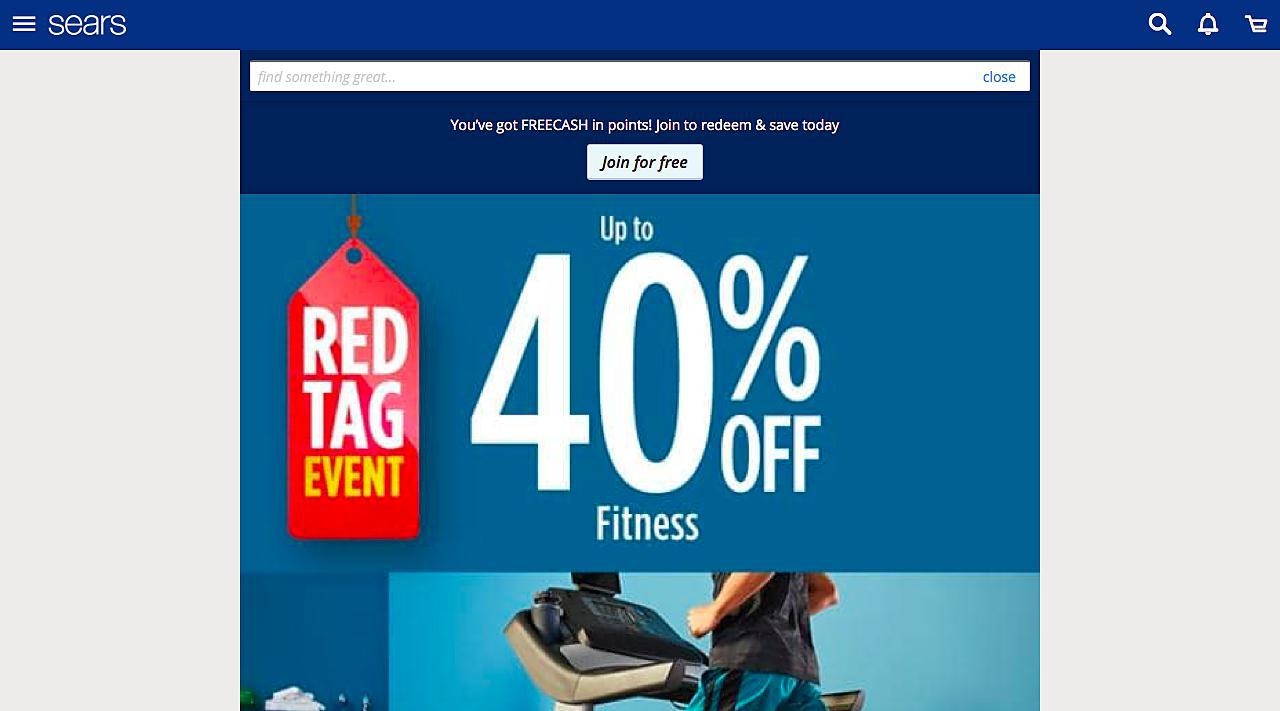 sears
find something great...
close
You've got FREECASH in points! Join to redeem & save today
Join for free
RED
TAG
EVENT
Up to
40%
OFF
Fitness